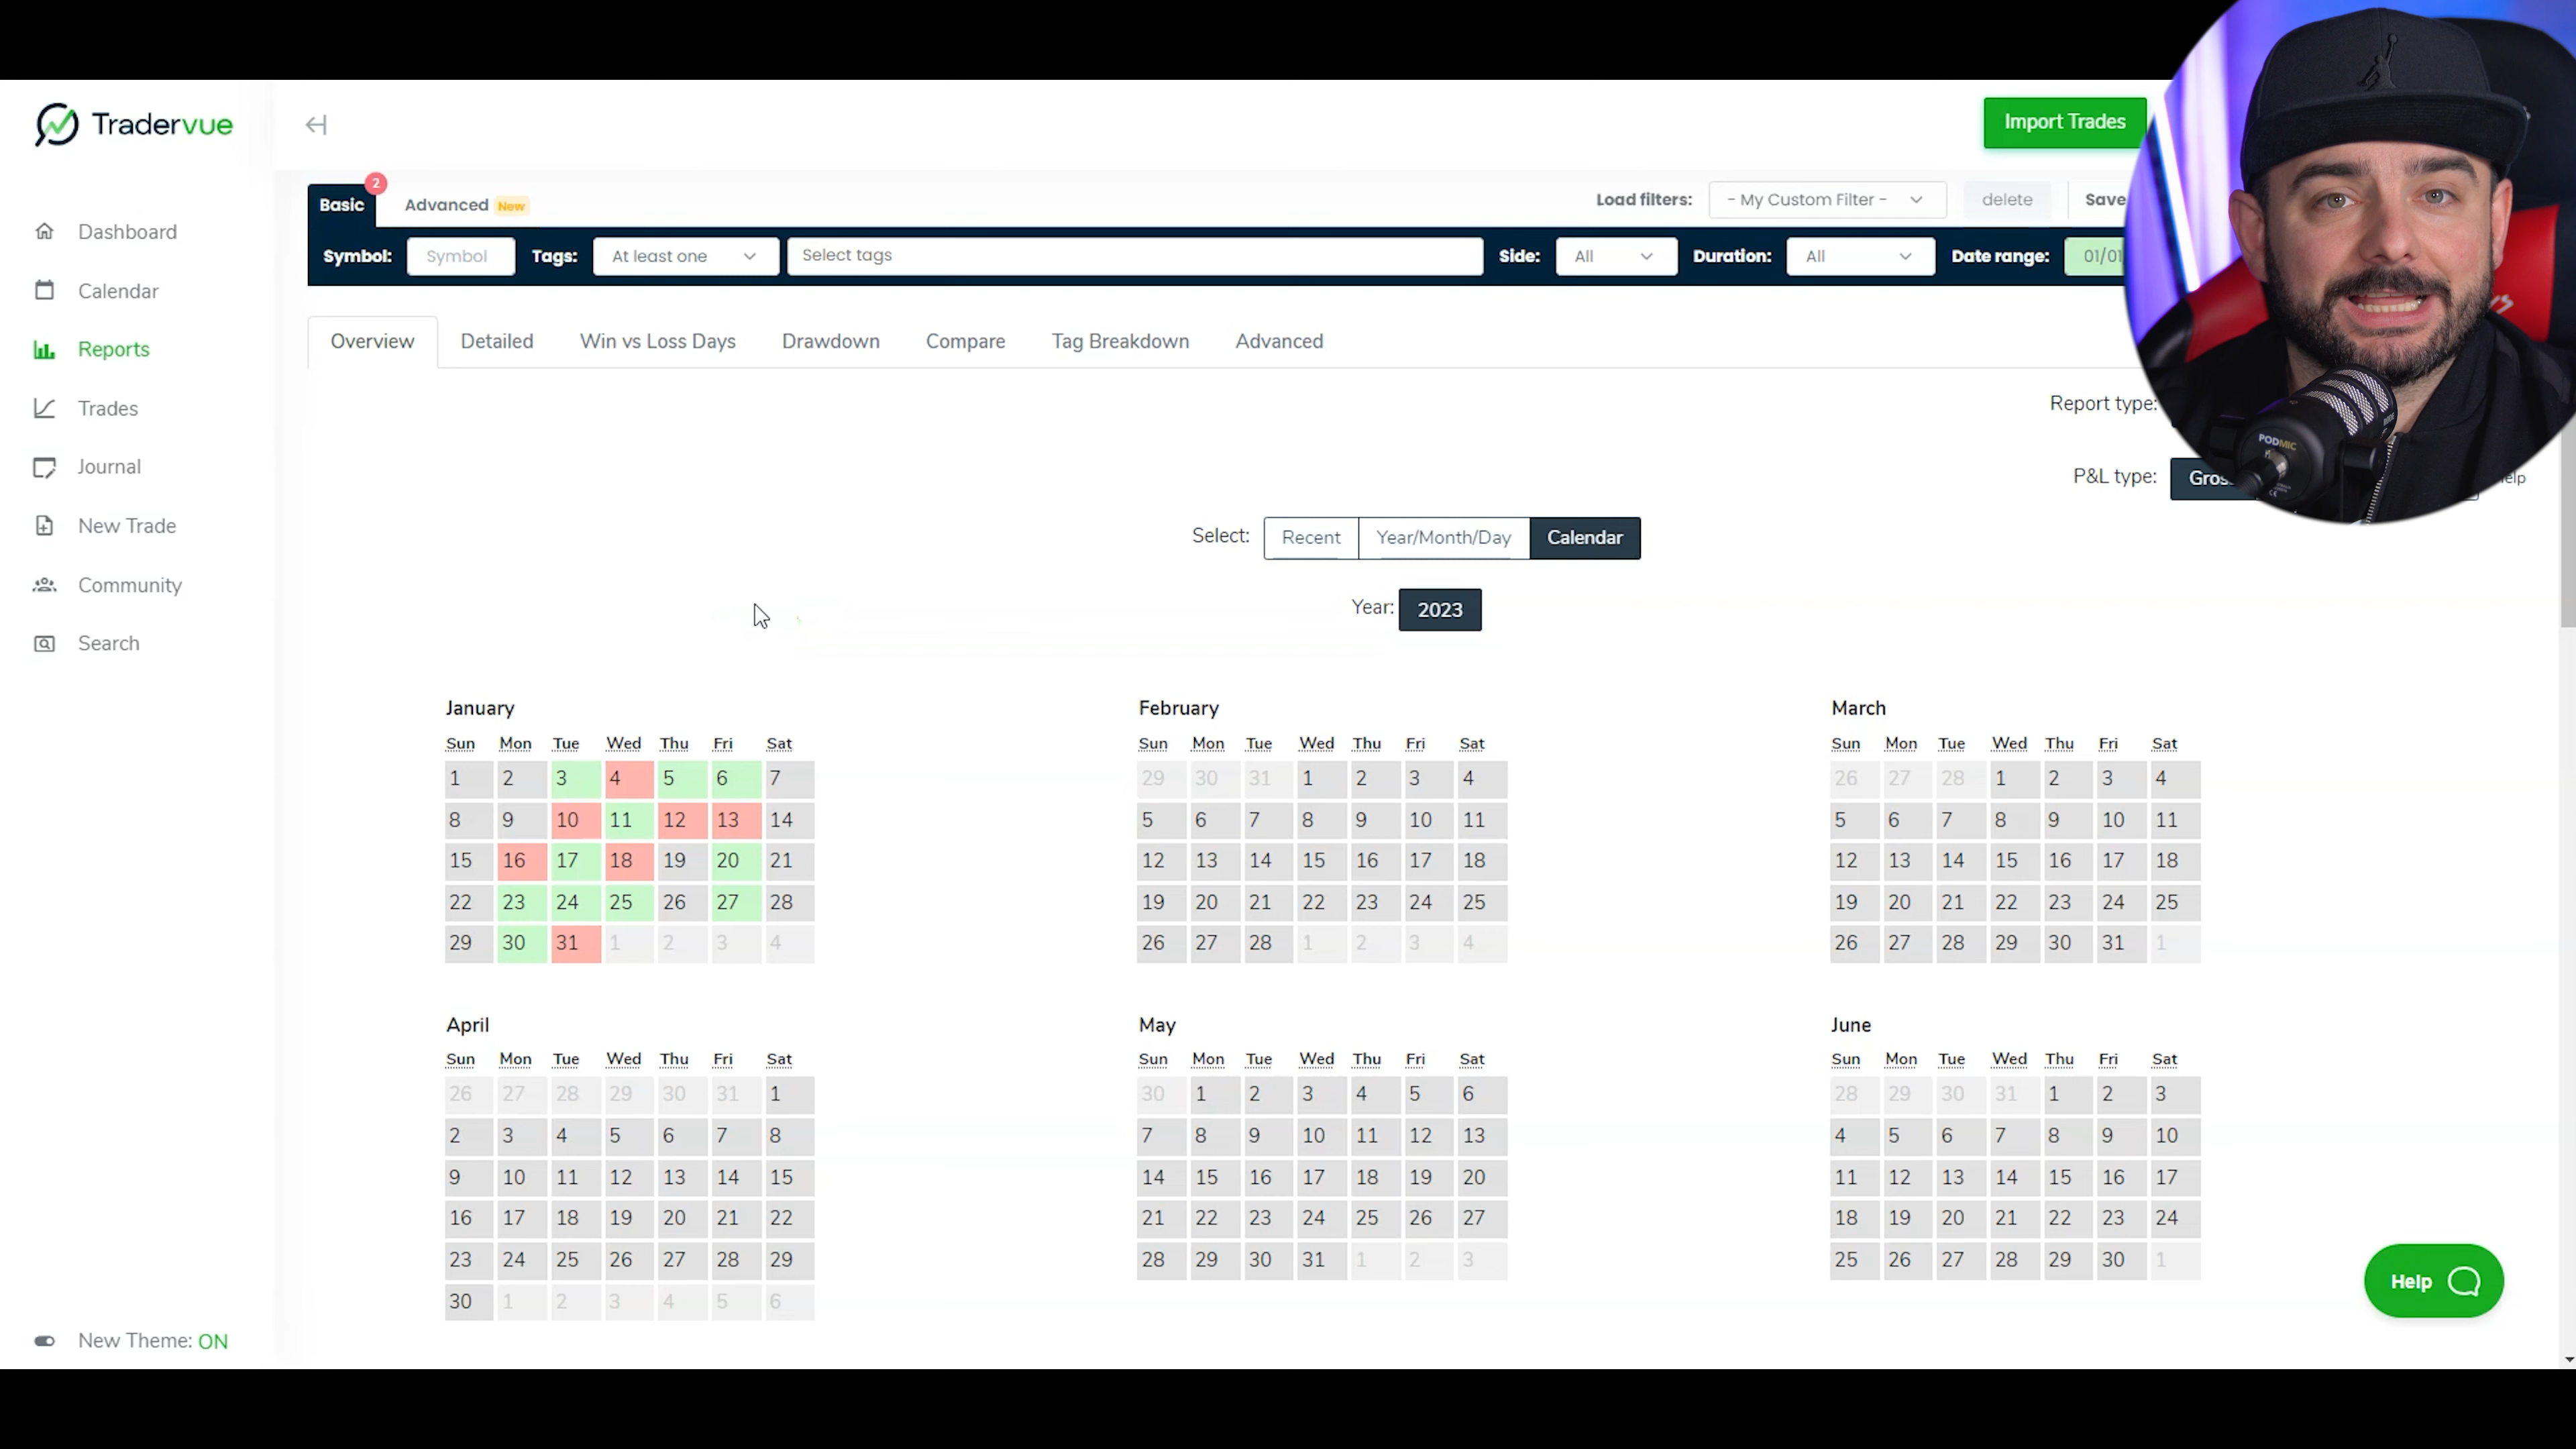 Tradervue
Import Trades
Dashboard
Calendar
Reports
Trades
Journal
New Trade
Community
Search
New Theme: ON
Basic 2 Advanced New Load filters: - My Custom Filter - delete Save
Symbol: Symbol Tags: At least one Select tags Side: All Duration: All Date range: 01/01
Overview Detailed Win vs Loss Days Drawdown Compare Tag Breakdown Advanced
Report type:
P&L type:
PODMIC
Select: Recent Year/Month/Day Calendar
Year: 2023
January
Sun Mon Tue Wed Thu Fri Sat
1 2 3 4 5 6 7
8 9 10 11 12 13 14
15 16 17 18 19 20 21
22 23 24 25 26 27 28
29 30 31 1 2 3 4
February
Sun Mon Tue Wed Thu Fri Sat
29 30 31 1 2 3 4
5 6 7 8 9 10 11
12 13 14 15 16 17 18
19 20 21 22 23 24 25
26 27 28 1 2 3 4
March
Sun Mon Tue Wed Thu Fri Sat
26 27 28 1 2 3 4
5 6 7 8 9 10 11
12 13 14 15 16 17 18
19 20 21 22 23 24 25
26 27 28 29 30 31 1
April
Sun Mon Tue Wed Thu Fri Sat
26 27 28 29 30 31 1
2 3 4 5 6 7 8
9 10 11 12 13 14 15
16 17 18 19 20 21 22
23 24 25 26 27 28 29
30 1 2 3 4 5 6
May
Sun Mon Tue Wed Thu Fri Sat
30 1 2 3 4 5 6
7 8 9 10 11 12 13
14 15 16 17 18 19 20
21 22 23 24 25 26 27
28 29 30 31 1 2 3
June
Sun Mon Tue Wed Thu Fri Sat
28 29 30 31 1 2 3
4 5 6 7 8 9 10
11 12 13 14 15 16 17
18 19 20 21 22 23 24
25 26 27 28 29 30 1
Help